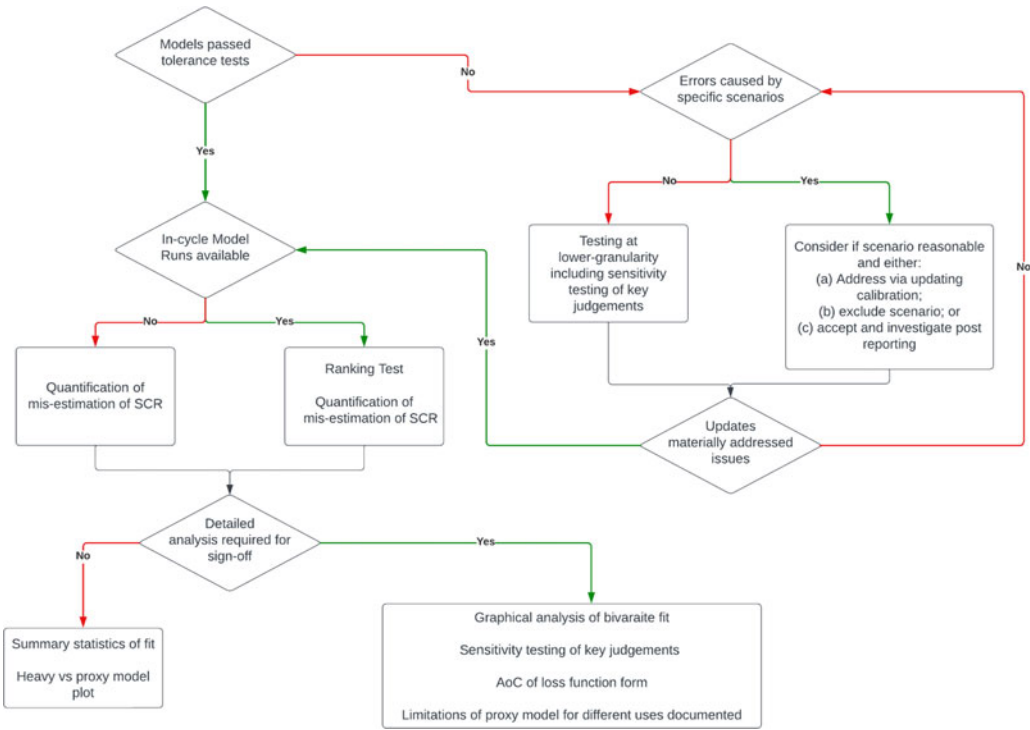 Models passed
tolerance tests
No
Errors caused by
specific scenarios
Yes
No
Yes
In-cycle Model
Runs available
Testing at
lower-granularity
including sensitivity
testing of key
judgements
Consider if scenario reasonable
and either:
(a) Address via updating
calibration;
(b) exclude scenario; or
(c) accept and investigate post
reporting
No
No
Yes
Yes
Quantification of
mis-estimation of SCR
Ranking Test
Quantification of
mis-estimation of SCR
Updates
materially addressed
issues
Detailed
analysis required for
sign-off
No
Yes
Summary statistics of fit
Heavy vs proxy model
plot
Graphical analysis of bivaraite fit
Sensitivity testing of key judgements
AoC of loss function form
Limitations of proxy model for different uses documented